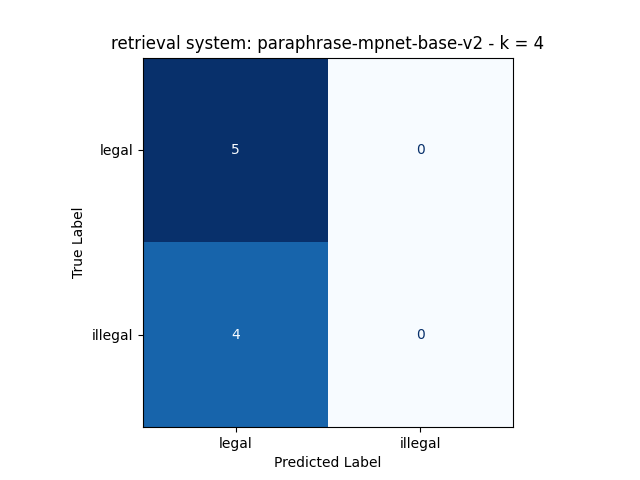 retrieval system: paraphrase-mpnet-base-v2 - k = 4
legal
5
0
illegal
4
0
True Label
legal
illegal
Predicted Label